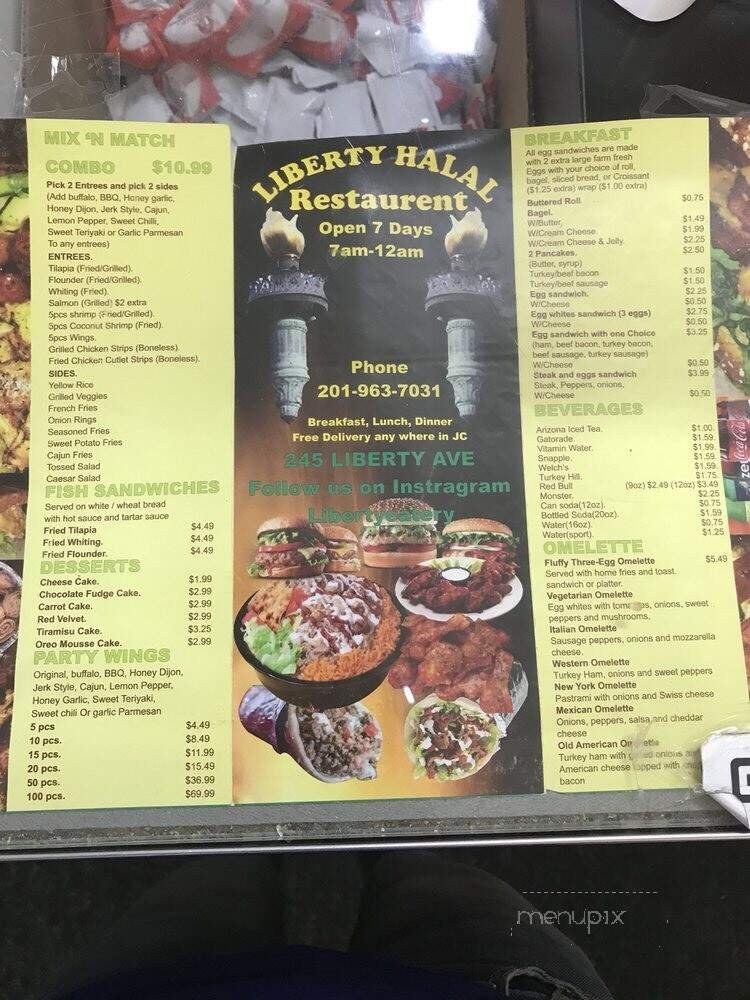 MIX 'N MATCH
COMBO $10.99
Pick 2 Entrees and pick 2 sides
(Add buffalo, BBQ, Honey garlic,
Honey Dijon, Jerk Style, Cajun,
Lemon Pepper, Sweet Chilli,
Sweet Teriyaki or Garlic Parmesan
To any entrees)
ENTREES.
Tilapia (Fried/Grilled).
Flounder (Fried/Grilled).
Whiting (Fried).
Salmon (Grilled) $2 extra
5pcs shrimp (Fried/Grilled).
5pcs Coconut Shrimp (Fried).
5pcs Wings.
Grilled Chicken Strips (Boneless).
Fried Chicken Cutlet Strips (Boneless).
SIDES.
Yellow Rice
Grilled Veggies
French Fries
Onion Rings
Seasoned Fries
Sweet Potato Fries
Cajun Fries
Tossed Salad
Caesar Salad
FISH SANDWICHES
Served on white / wheat bread
with hot sauce and tartar sauce
Fried Tilapia $4.49
Fried Whiting. $4.49
Fried Flounder. $4.49
DESSERTS
Cheese Cake. $1.99
Chocolate Fudge Cake. $2.99
Carrot Cake. $2.99
Red Velvet. $2.99
Tiramisu Cake. $3.25
Oreo Mousse Cake. $2.99
PARTY WINGS
Original, buffalo, BBQ, Honey Dijon,
Jerk Style, Cajun, Lemon Pepper,
Honey Garlic, Sweet Teriyaki,
Sweet chili Or garlic Parmesan
5 pcs $4.49
10 pcs. $8.49
15 pcs. $11.99
20 pcs. $15.49
50 pcs. $36.99
100 pcs. $69.99
LIBERTY HALAL
Restaurent
Open 7 Days
7am-12am
Phone
201-963-7031
Breakfast, Lunch, Dinner
Free Delivery any where in JC
245 LIBERTY AVE
Follow us on Instragram
Libertyeatery
BREAKFAST
All egg sandwiches are made
with 2 extra large farm fresh
Eggs with your choice of roll,
bagel, sliced bread, or Croissant
($1.25 extra) wrap ($1.00 extra)
Buttered Roll. $0.75
Bagel.
W/Butter, $1.49
W/Cream Cheese. $1.99
W/Cream Cheese & Jelly. $2.25
2 Pancakes. $2.50
(Butter, syrup)
Turkey/beef bacon $1.50
Turkey/beef sausage $1.50
Egg sandwich. $2.25
W/Cheese $0.50
Egg whites sandwich (3 eggs) $2.75
W/Cheese $0.50
Egg sandwich with one Choice $3.25
(ham, beef bacon, turkey bacon,
beef sausage, turkey sausage)
W/Cheese $0.50
Steak and eggs sandwich $3.99
Steak, Peppers, onions,
W/Cheese $0.50
BEVERAGES
Arizona Iced Tea. $1.00
Gatorade. $1.59
Vitamin Water. $1.99
Snapple. $1.59
Welch's $1.59
Turkey Hill. $1.75
Red Bull (9oz) $2.49 (12oz) $3.49
Monster. $2.25
Can soda(12oz). $0.75
Bottled Soda(20oz). $1.59
Water(16oz). $0.75
Water(sport). $1.25
OMELETTE
Fluffy Three-Egg Omelette $5.49
Served with home fries and toast.
sandwich or platter.
Vegetarian Omelette
Egg whites with tomatoes, onions, sweet
peppers and mushrooms.
Italian Omelette
Sausage peppers, onions and mozzarella
cheese.
Western Omelette
Turkey Ham, onions and sweet peppers
New York Omelette
Pastrami with onions and Swiss cheese
Mexican Omelette
Onions, peppers, salsa and cheddar
cheese
Old American Omelette
Turkey ham with grilled onions
American cheese topped with
bacon
Coca-Cola
ze
menupix